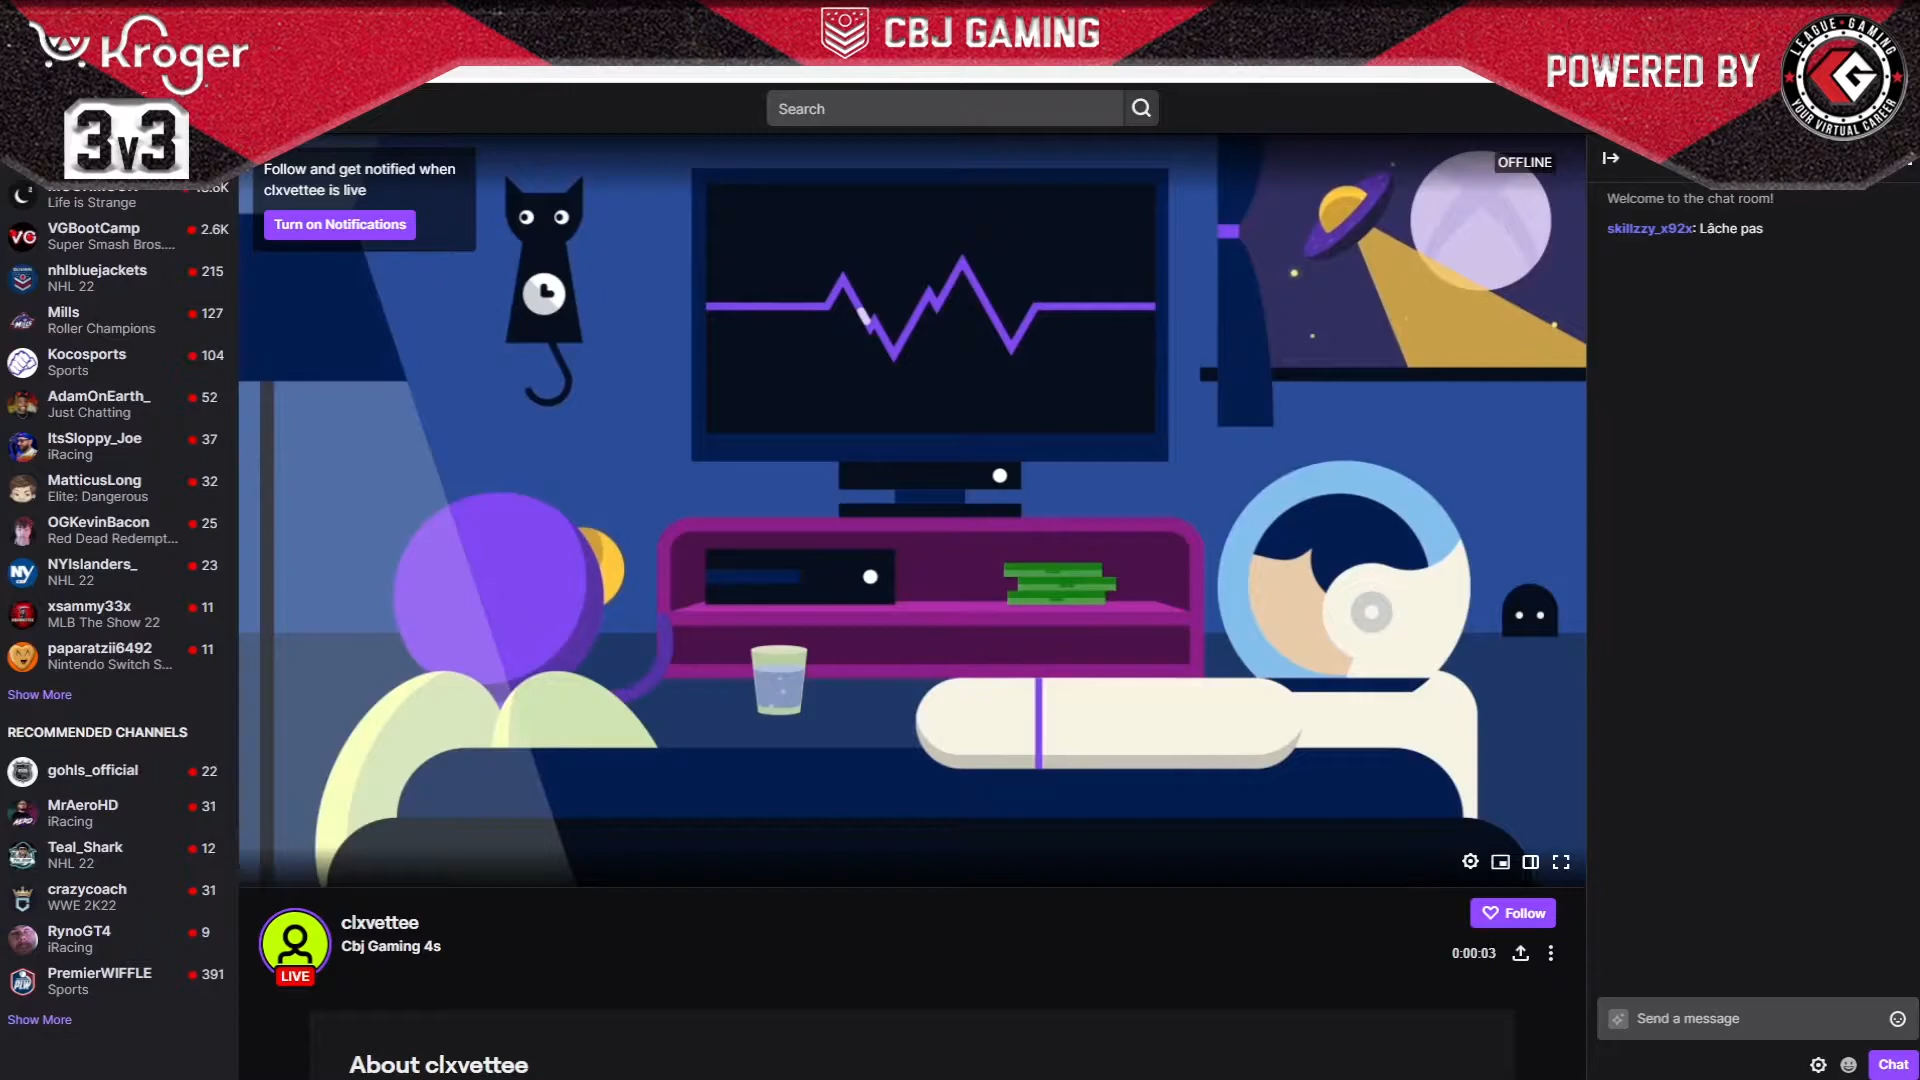 Kroger
3v3
CBJ GAMING
POWERED BY
LEAGUE GAMING
YOUR VIRTUAL CAREER
Search
Follow and get notified when
clxvettee is live
Turn on Notifications
OFFLINE
Life is Strange
VGBootCamp
2.6K
Super Smash Bros....
nhlbluejackets
215
NHL 22
Mills
127
Roller Champions
Kocosports
104
Sports
AdamOnEarth_
52
Just Chatting
ItsSloppy_Joe
37
iRacing
MatticusLong
32
Elite: Dangerous
OGKevinBacon
25
Red Dead Redempt...
NYIslanders_
23
NHL 22
xsammy33x
11
MLB The Show 22
paparatzii6492
11
Nintendo Switch S...
Show More
RECOMMENDED CHANNELS
gohls_official
22
MrAeroHD
31
iRacing
Teal_Shark
12
NHL 22
crazycoach
31
WWE 2K22
RynoGT4
9
iRacing
PremierWIFFLE
391
Sports
Show More
clxvettee
Cbj Gaming 4s
LIVE
Follow
0:00:03
About clxvettee
Welcome to the chat room!
skillzzy_x92x: Lâche pas
Send a message
Chat